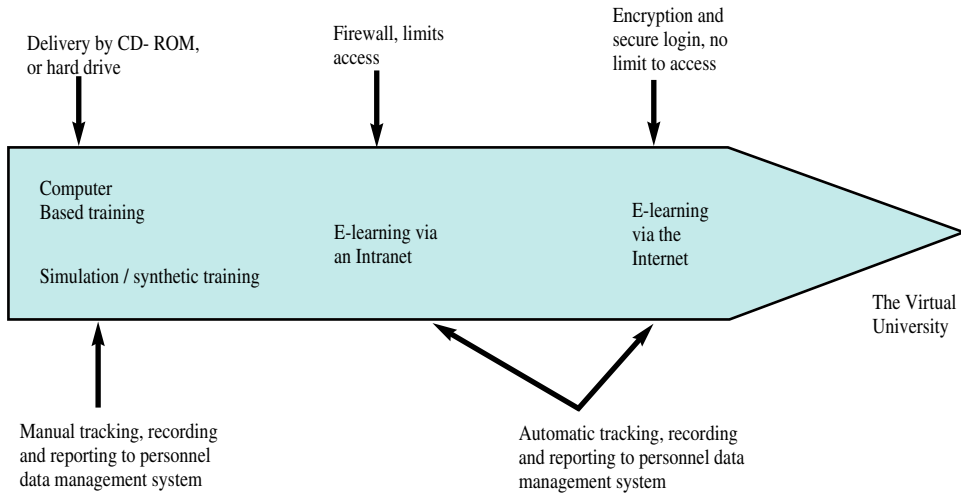 Delivery by CD- ROM,
or hard drive
Firewall, limits
access
Encryption and
secure login, no
limit to access
Computer
Based training
Simulation / synthetic training
E-learning via
an Intranet
E-learning
via the
Internet
The Virtual
University
Manual tracking, recording
and reporting to personnel
data management system
Automatic tracking, recording
and reporting to personnel data
management system